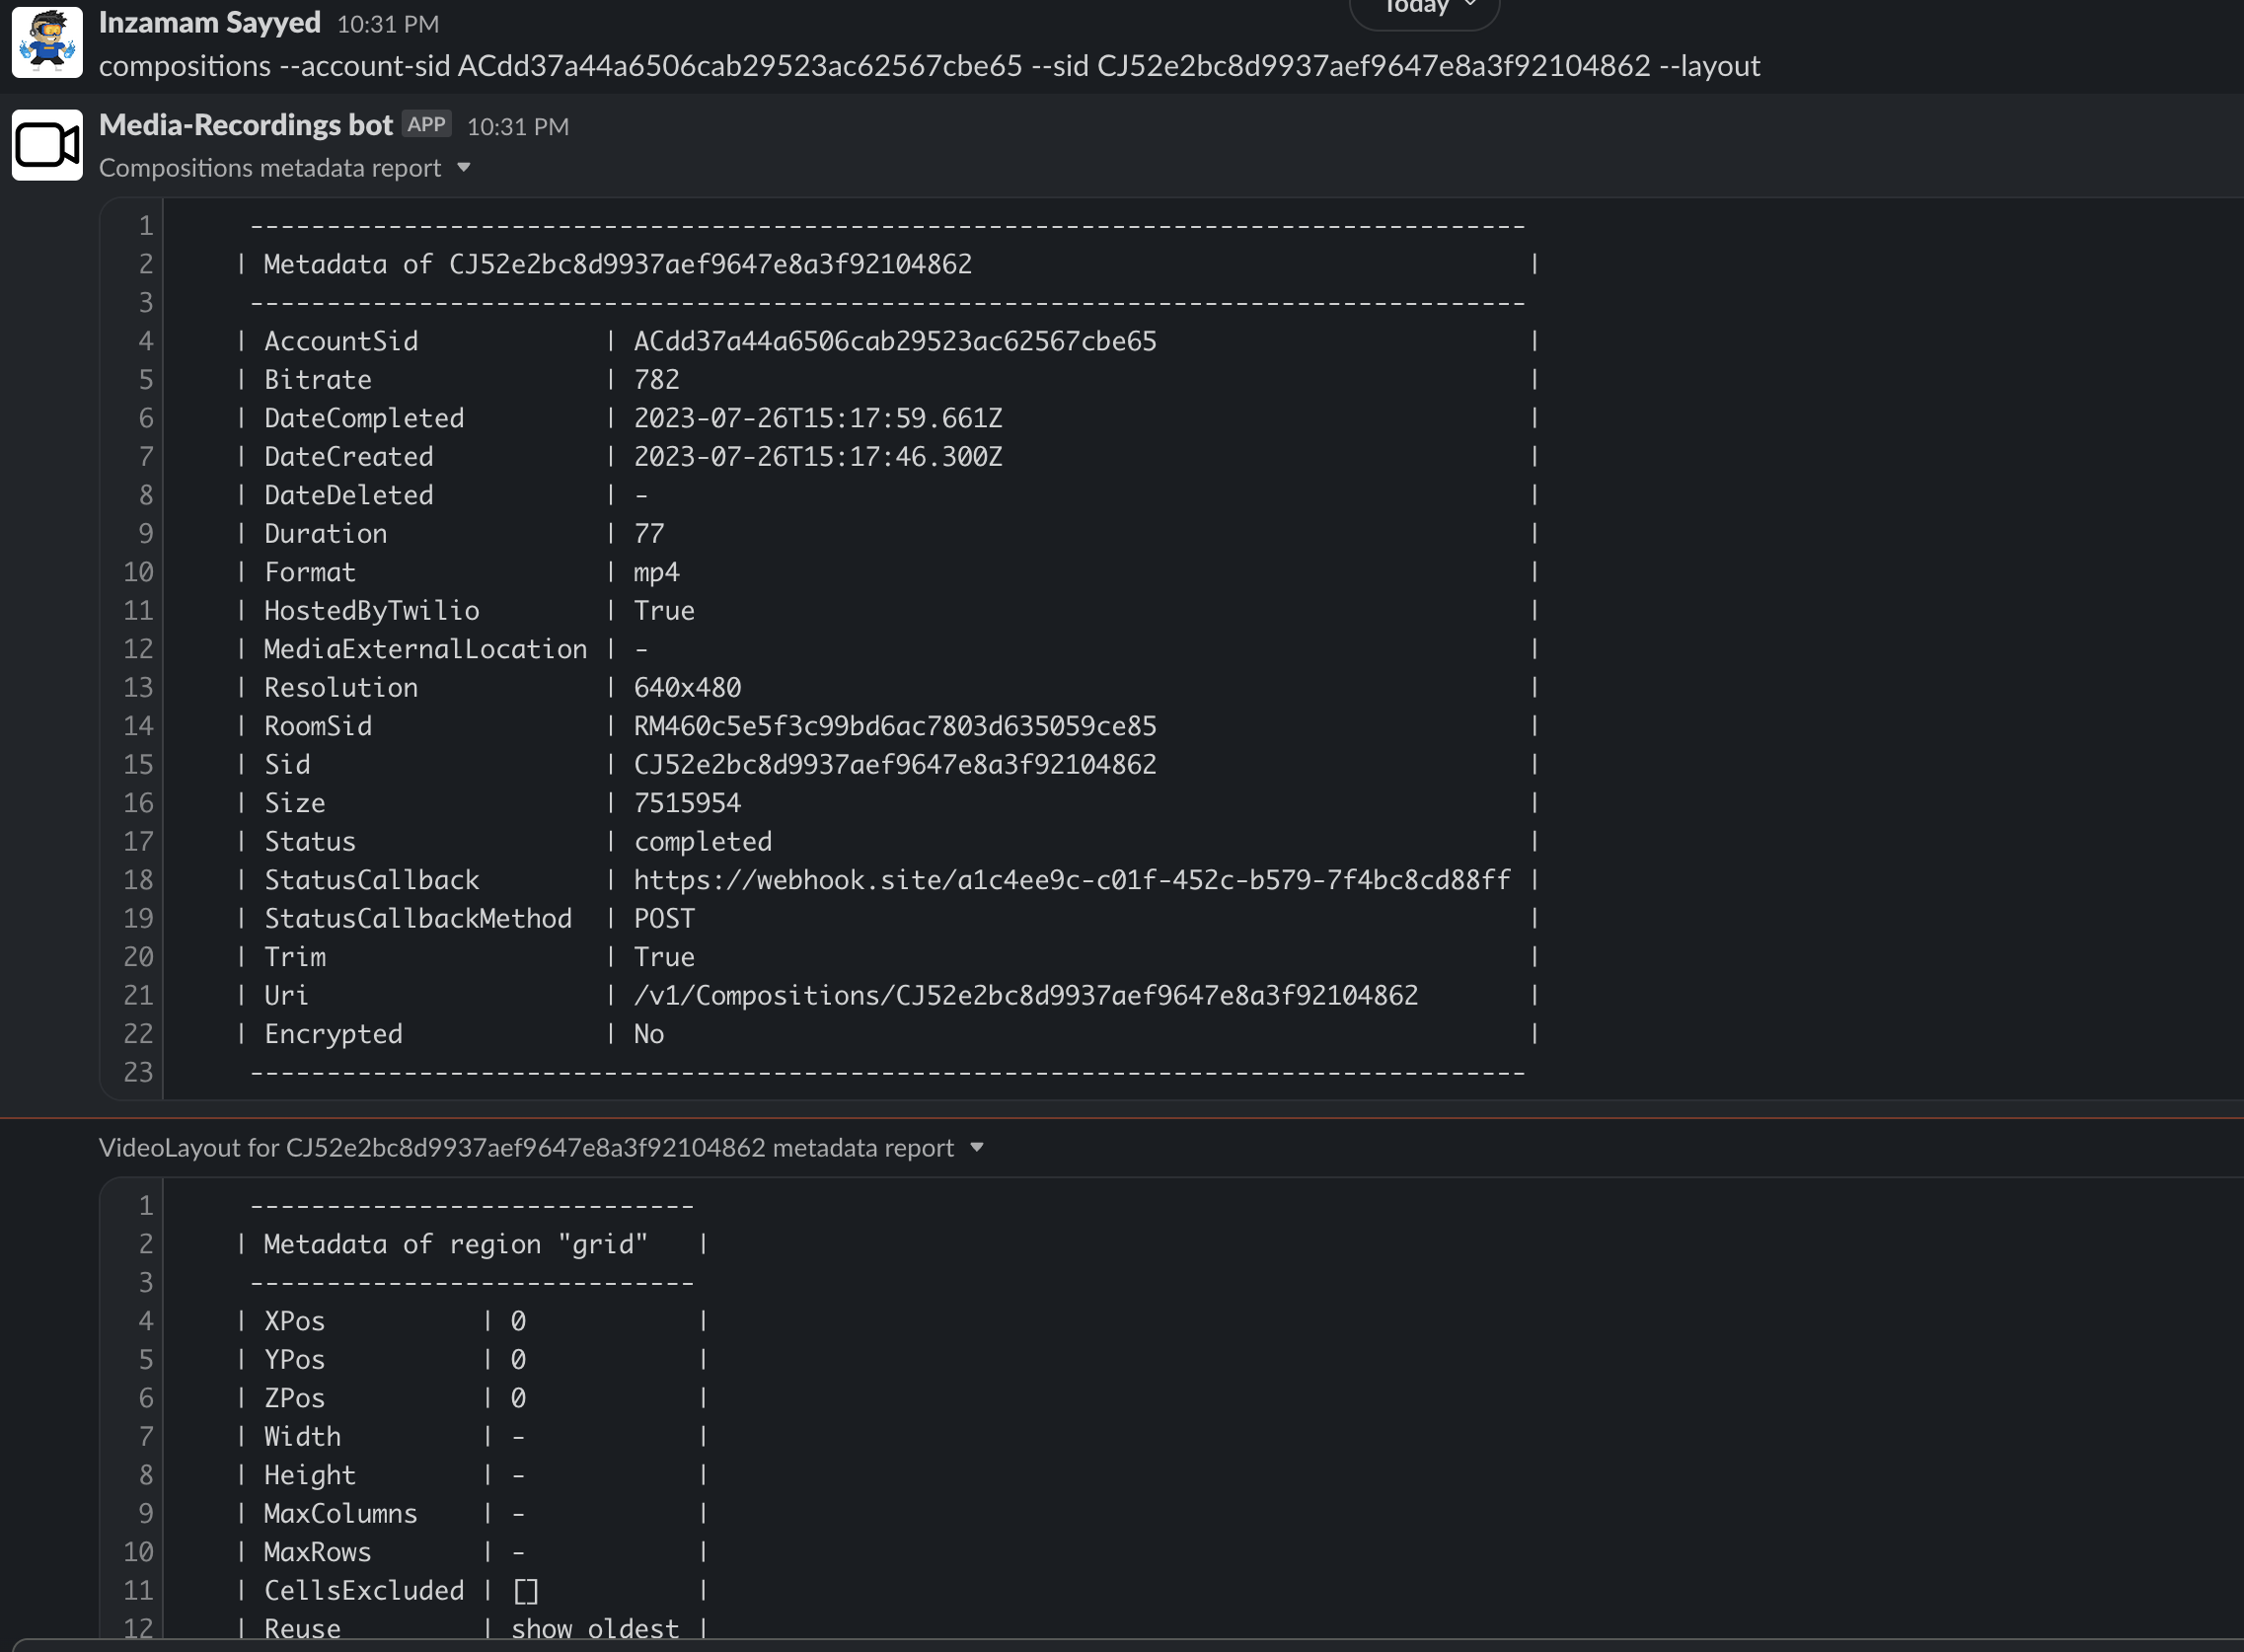 Today
Inzamam Sayyed 10:31 PM
compositions --account-sid ACdd37a44a6506cab29523ac62567cbe65 --sid CJ52e2bc8d9937aef9647e8a3f92104862 --layout
Media-Recordings bot APP 10:31 PM
Compositions metadata report
1 -----------------------------------------------------------------------------------
2 | Metadata of CJ52e2bc8d9937aef9647e8a3f92104862 |
3 -----------------------------------------------------------------------------------
4 | AccountSid | ACdd37a44a6506cab29523ac62567cbe65 |
5 | Bitrate | 782 |
6 | DateCompleted | 2023-07-26T15:17:59.661Z |
7 | DateCreated | 2023-07-26T15:17:46.300Z |
8 | DateDeleted | - |
9 | Duration | 77 |
10 | Format | mp4 |
11 | HostedByTwilio | True |
12 | MediaExternalLocation | - |
13 | Resolution | 640x480 |
14 | RoomSid | RM460c5e5f3c99bd6ac7803d635059ce85 |
15 | Sid | CJ52e2bc8d9937aef9647e8a3f92104862 |
16 | Size | 7515954 |
17 | Status | completed |
18 | StatusCallback | https://webhook.site/a1c4ee9c-c01f-452c-b579-7f4bc8cd88ff |
19 | StatusCallbackMethod | POST |
20 | Trim | True |
21 | Uri | /v1/Compositions/CJ52e2bc8d9937aef9647e8a3f92104862 |
22 | Encrypted | No |
23 -----------------------------------------------------------------------------------
VideoLayout for CJ52e2bc8d9937aef9647e8a3f92104862 metadata report
1 -----------------------------
2 | Metadata of region "grid" |
3 -----------------------------
4 | XPos | 0 |
5 | YPos | 0 |
6 | ZPos | 0 |
7 | Width | - |
8 | Height | - |
9 | MaxColumns | - |
10 | MaxRows | - |
11 | CellsExcluded | [] |
12 | Reuse | show_oldest |